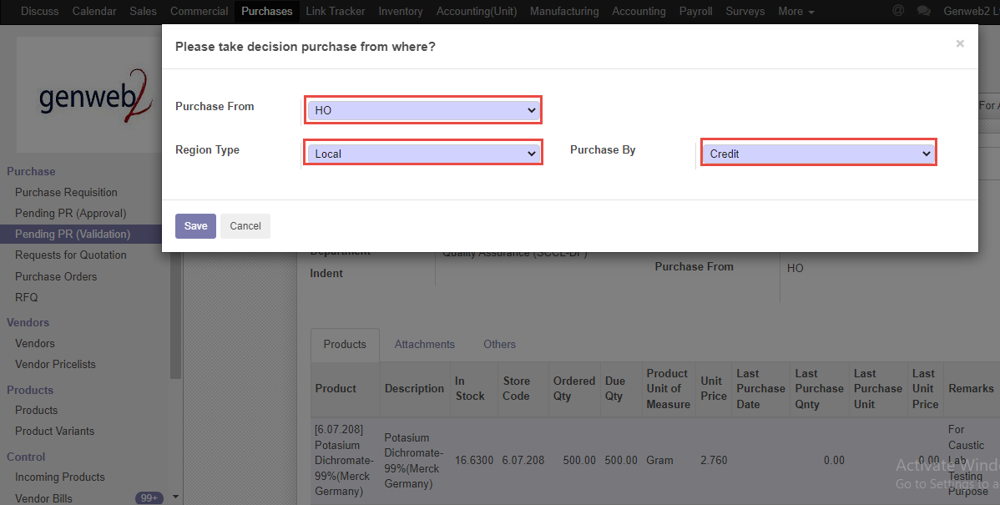 Discuss Calendar Sales Commercial Purchases Link Tracker Inventory Accounting(Unit) Manufacturing Accounting Payroll Surveys More @ Genweb2 L
Please take decision purchase from where? ×
genweb2
Purchase From HO
Region Type Local Purchase By Credit
Save Cancel
For A
Purchase
Purchase Requisition
Pending PR (Approval)
Pending PR (Validation)
Requests for Quotation
Purchase Orders
RFQ
Vendors
Vendors
Vendor Pricelists
Products
Products
Product Variants
Control
Incoming Products
Vendor Bills 99+
Department Quality Assurance (SCCL-DF)
Indent
Purchase From HO
Products Attachments Others
Product Description In Stock Store Code Ordered Qty Due Qty Product Unit of Measure Unit Price Last Purchase Date Last Purchase Qnty Last Purchase Unit Last Unit Price Remarks
[6.07.208] Potasium Dichromate-99%(Merck Germany) Potasium Dichromate-99%(Merck Germany) 16.6300 6.07.208 500.00 500.00 Gram 2.760 0.00 0.00 For Caustic Lab Testing Purpose
Activate Wind
Go to Settings to a